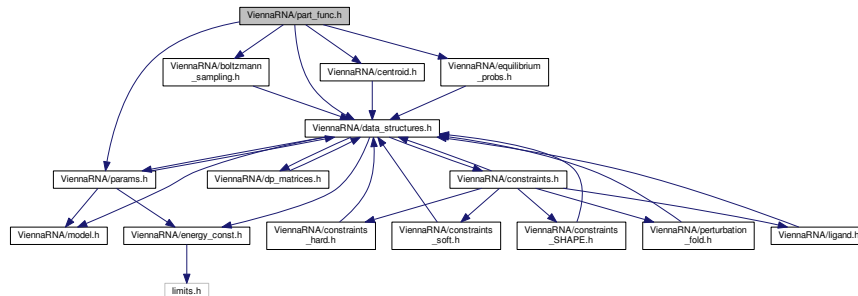 ViennaRNA/part_func.h
ViennaRNA/boltzmann
_sampling.h
ViennaRNA/centroid.h
ViennaRNA/equilibrium
_probs.h
ViennaRNA/data_structures.h
ViennaRNA/params.h
ViennaRNA/dp_matrices.h
ViennaRNA/constraints.h
ViennaRNA/model.h
ViennaRNA/energy_const.h
ViennaRNA/constraints
_hard.h
ViennaRNA/constraints
_soft.h
ViennaRNA/constraints
_SHAPE.h
ViennaRNA/perturbation
_fold.h
ViennaRNA/ligand.h
limits.h